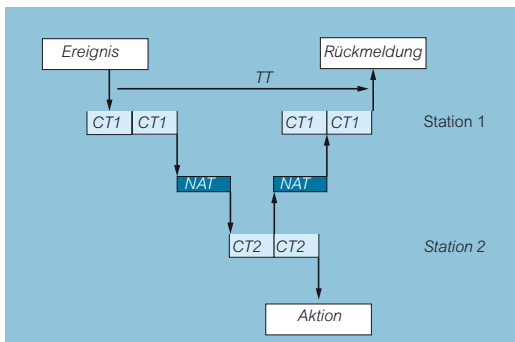 Ereignis
Rückmeldung
TT
CT1 CT1
CT1 CT1
Station 1
NAT
NAT
CT2 CT2
Station 2
Aktion